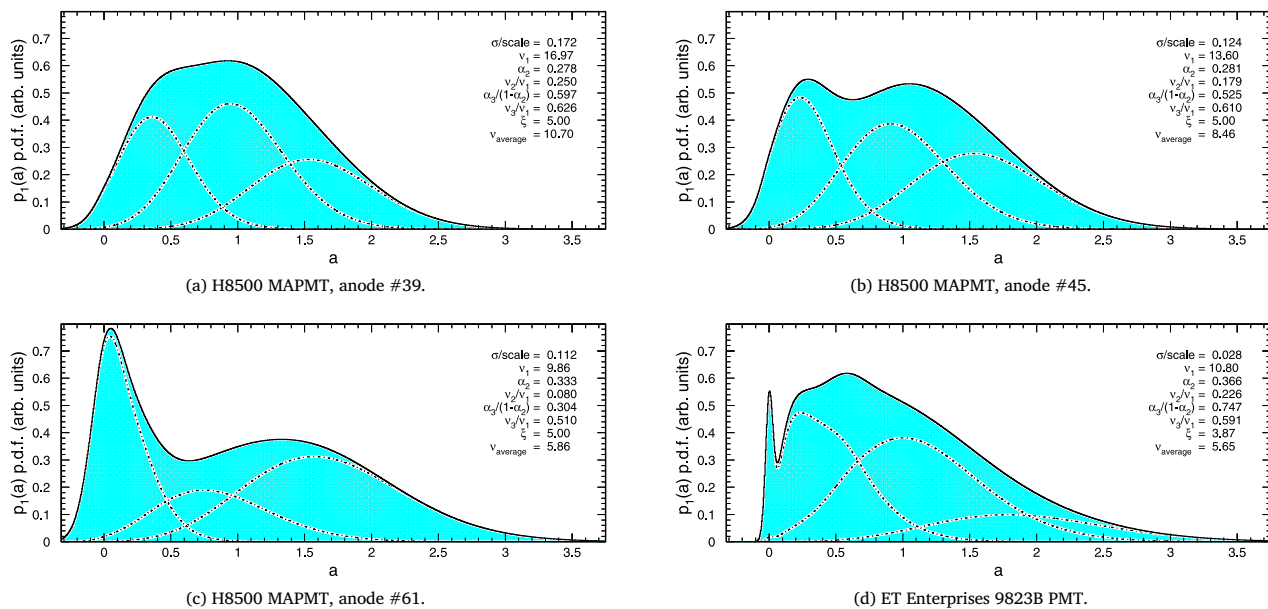 p₁(a) p.d.f. (arb. units)
0.7
0.6
0.5
0.4
0.3
0.2
0.1
0
σ/scale = 0.172
ν₁ = 16.97
α₂ = 0.278
ν₂/ν₁ = 0.250
α₃/(1-α₂) = 0.597
ν₃/ν₁ = 0.626
ξ = 5.00
ν_average = 10.70
0 0.5 1 1.5 2 2.5 3 3.5
a
(a) H8500 MAPMT, anode #39.
p₁(a) p.d.f. (arb. units)
0.7
0.6
0.5
0.4
0.3
0.2
0.1
0
σ/scale = 0.124
ν₁ = 13.60
α₂ = 0.281
ν₂/ν₁ = 0.179
α₃/(1-α₂) = 0.525
ν₃/ν₁ = 0.610
ξ = 5.00
ν_average = 8.46
0 0.5 1 1.5 2 2.5 3 3.5
a
(b) H8500 MAPMT, anode #45.
p₁(a) p.d.f. (arb. units)
0.7
0.6
0.5
0.4
0.3
0.2
0.1
0
σ/scale = 0.112
ν₁ = 9.86
α₂ = 0.333
ν₂/ν₁ = 0.080
α₃/(1-α₂) = 0.304
ν₃/ν₁ = 0.510
ξ = 5.00
ν_average = 5.86
0 0.5 1 1.5 2 2.5 3 3.5
a
(c) H8500 MAPMT, anode #61.
p₁(a) p.d.f. (arb. units)
0.7
0.6
0.5
0.4
0.3
0.2
0.1
0
σ/scale = 0.028
ν₁ = 10.80
α₂ = 0.366
ν₂/ν₁ = 0.226
α₃/(1-α₂) = 0.747
ν₃/ν₁ = 0.591
ξ = 3.87
ν_average = 5.65
0 0.5 1 1.5 2 2.5 3 3.5
a
(d) ET Enterprises 9823B PMT.